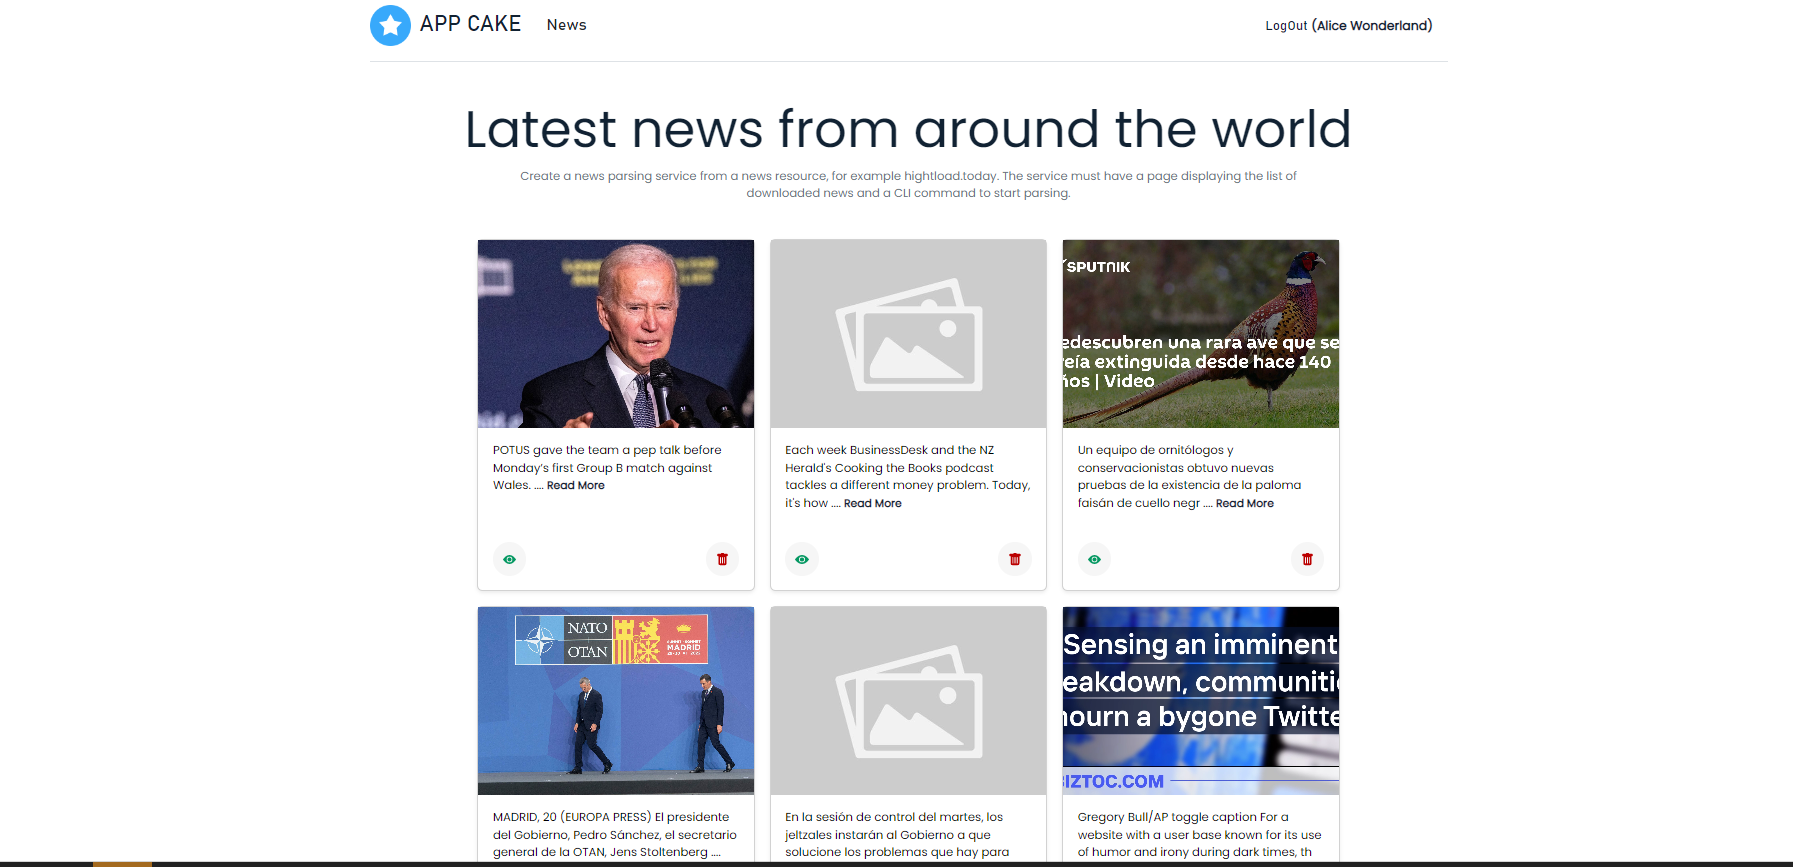 APP CAKE
News
LogOut (Alice Wonderland)
Latest news from around the world
Create a news parsing service from a news resource, for example hightload.today. The service must have a page displaying the list of
downloaded news and a CLI command to start parsing.
SPUTNIK
edescubren una rara ave que se
eía extinguida desde hace 140
ños | Video
POTUS gave the team a pep talk before
Monday's first Group B match against
Wales. .... Read More
Each week BusinessDesk and the NZ
Herald's Cooking the Books podcast
tackles a different money problem. Today,
it's how .... Read More
Un equipo de ornitólogos y
conservacionistas obtuvo nuevas
pruebas de la existencia de la paloma
faisán de cuello negr .... Read More
NATO
OTAN
MADRID
Sensing an imminent
eakdown, communiti
ourn a bygone Twitte
IZTOC.COM
MADRID, 20 (EUROPA PRESS) El presidente
del Gobierno, Pedro Sánchez, el secretario
general de la OTAN, Jens Stoltenberg ....
En la sesión de control del martes, los
jeltzales instarán al Gobierno a que
solucione los problemas que hay para
Gregory Bull/AP toggle caption For a
website with a user base known for its use
of humor and irony during dark times, th